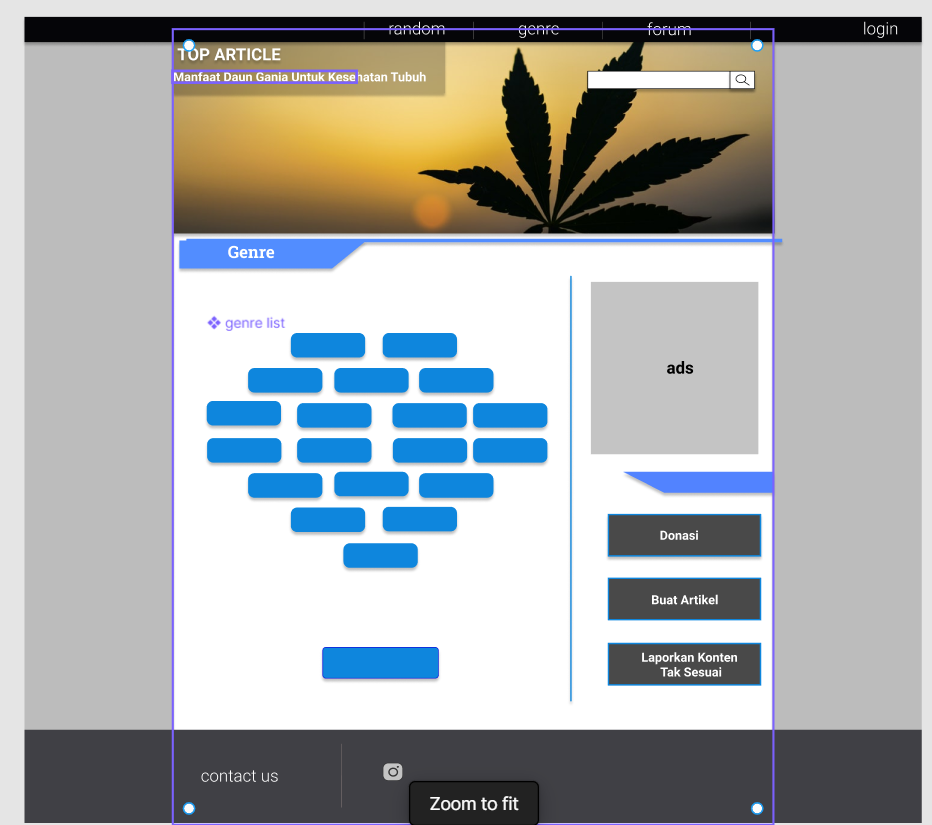 random genre forum login
TOP ARTICLE
Manfaat Daun Gania Untuk Kesehatan Tubuh
Genre
genre list
ads
Donasi
Buat Artikel
Laporkan Konten
Tak Sesuai
contact us
Zoom to fit